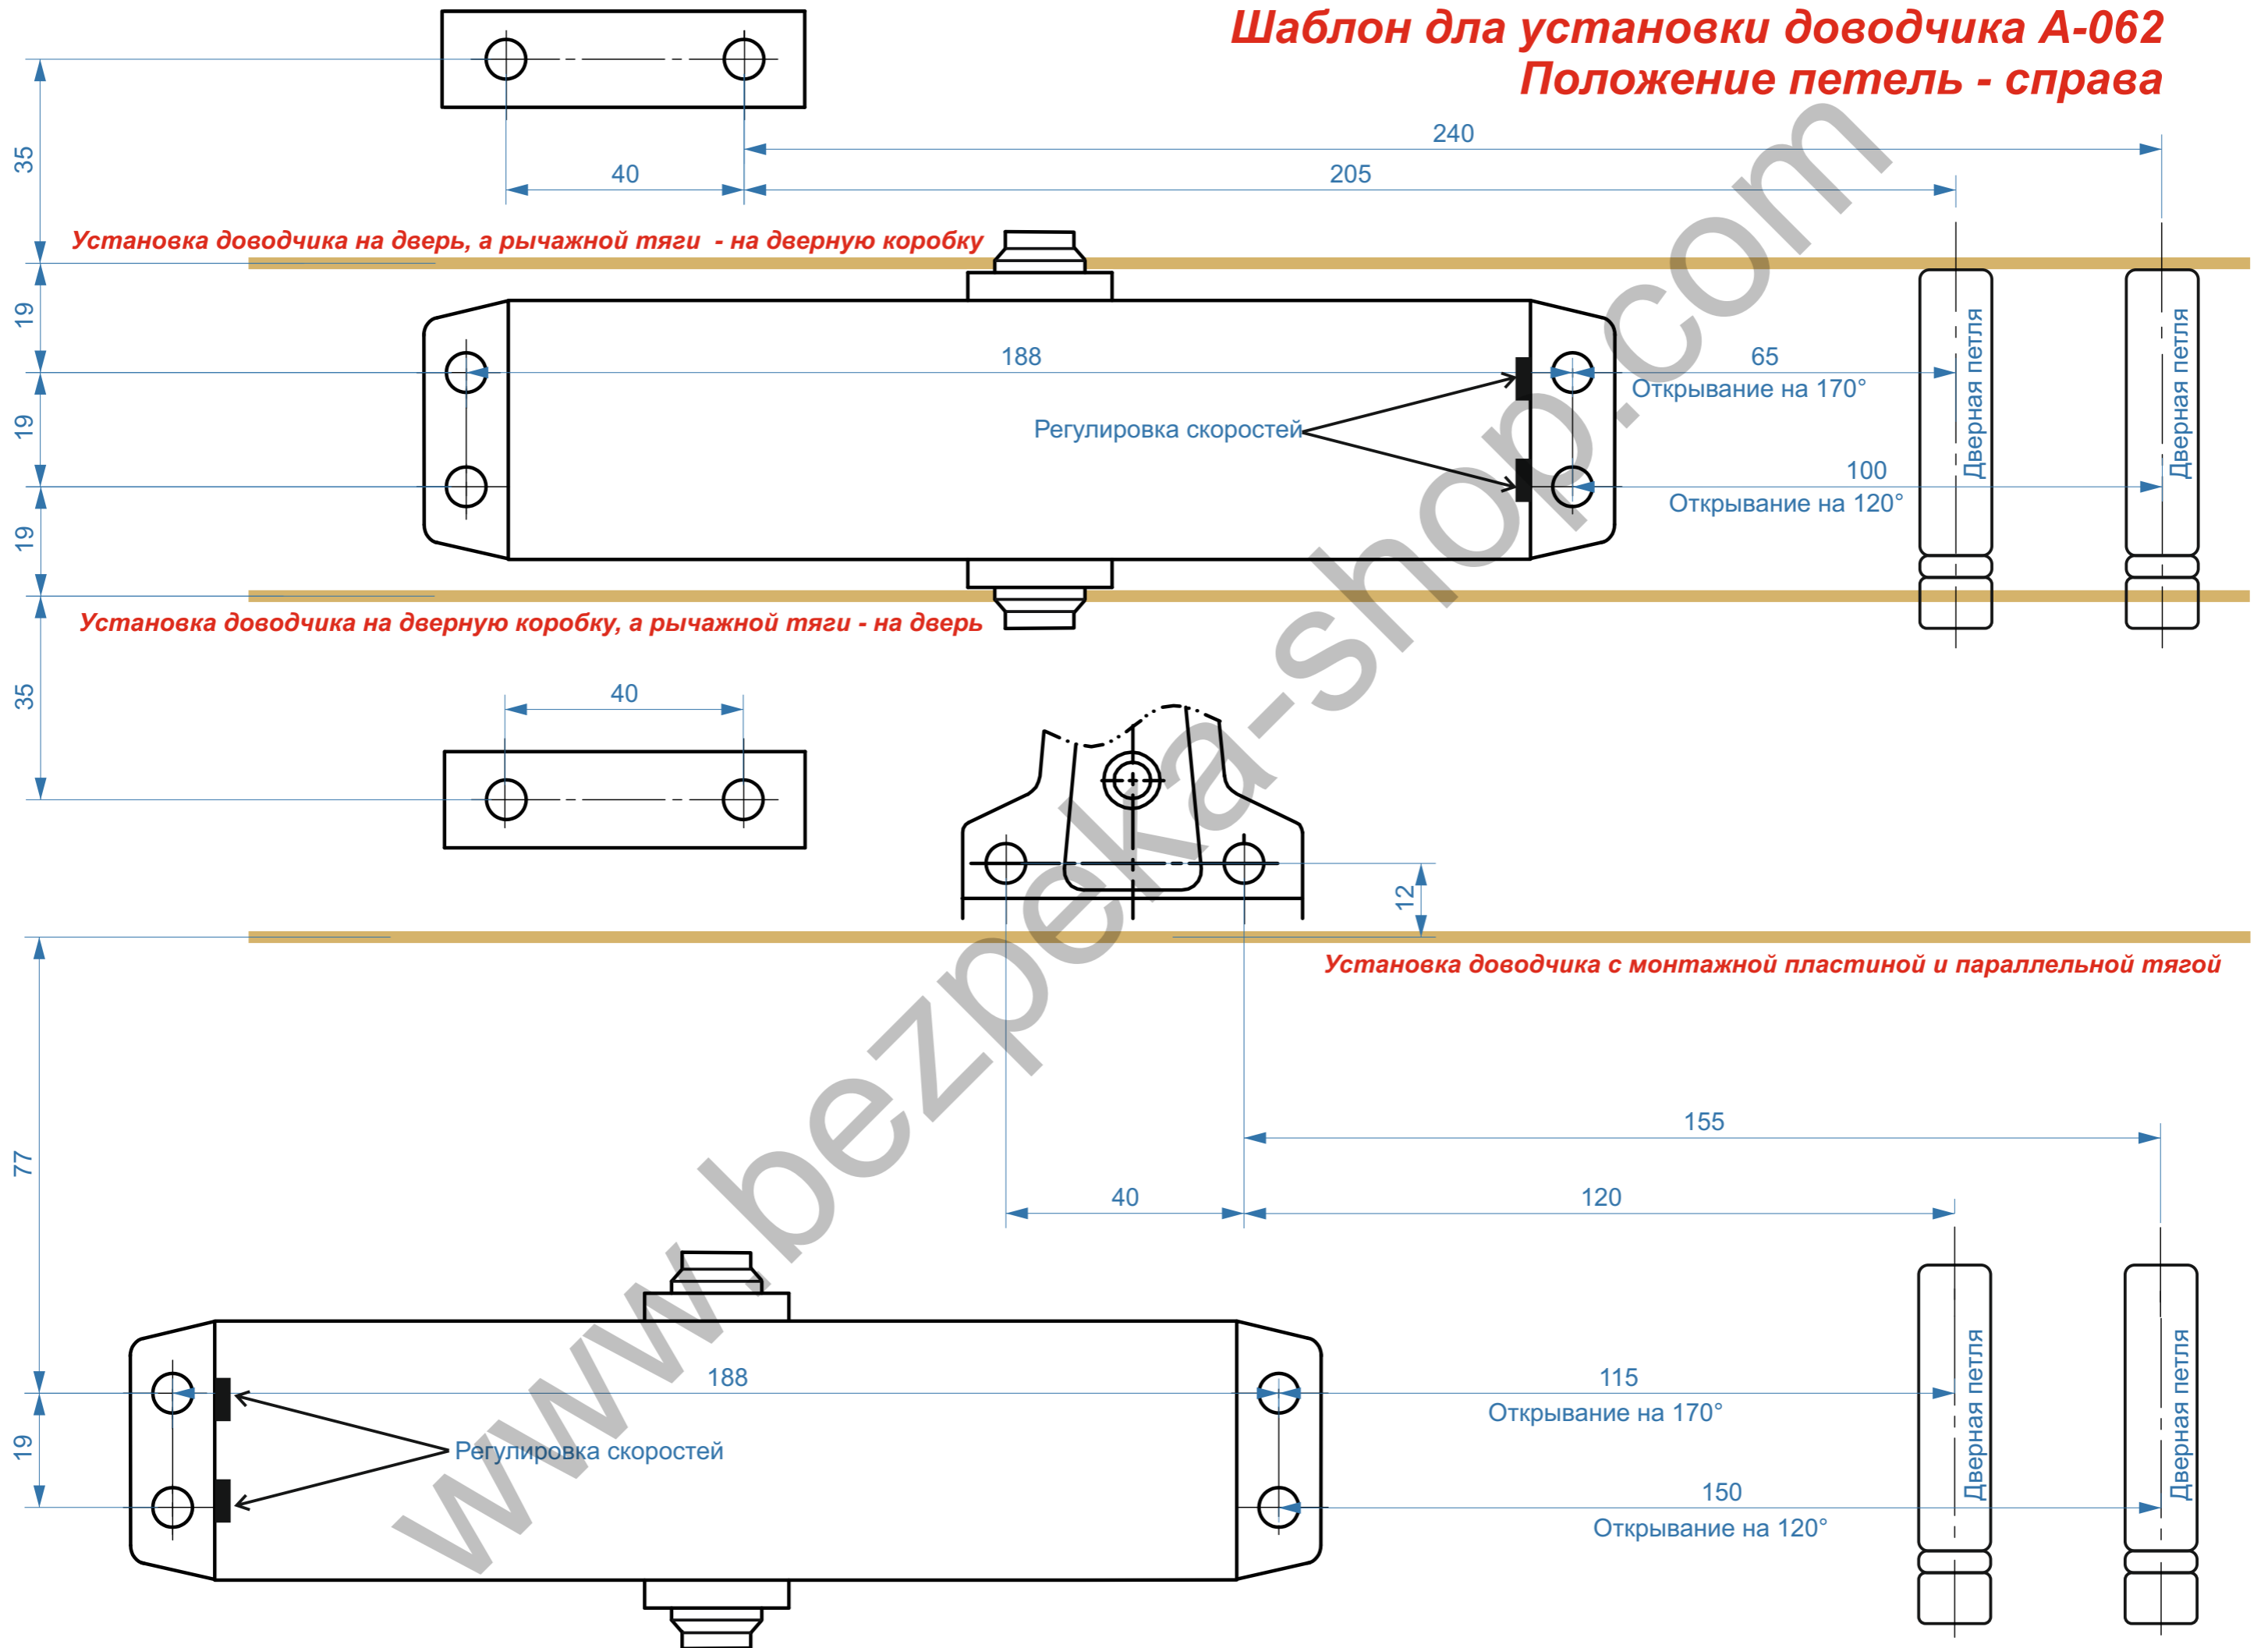 Шаблон дла установки доводчика А-062
Положение петель - справа
240
40
205
35
Установка доводчика на дверь, а рычажной тяги - на дверную коробку
19
188
65
Открывание на 170°
Дверная петля
Дверная петля
19
Регулировка скоростей
100
Открывание на 120°
19
Установка доводчика на дверную коробку, а рычажной тяги - на дверь
35
40
12
Установка доводчика с монтажной пластиной и параллельной тягой
155
77
40
120
188
115
Открывание на 170°
Дверная петля
Дверная петля
19
Регулировка скоростей
150
Открывание на 120°
www.bezpeka-shop.com